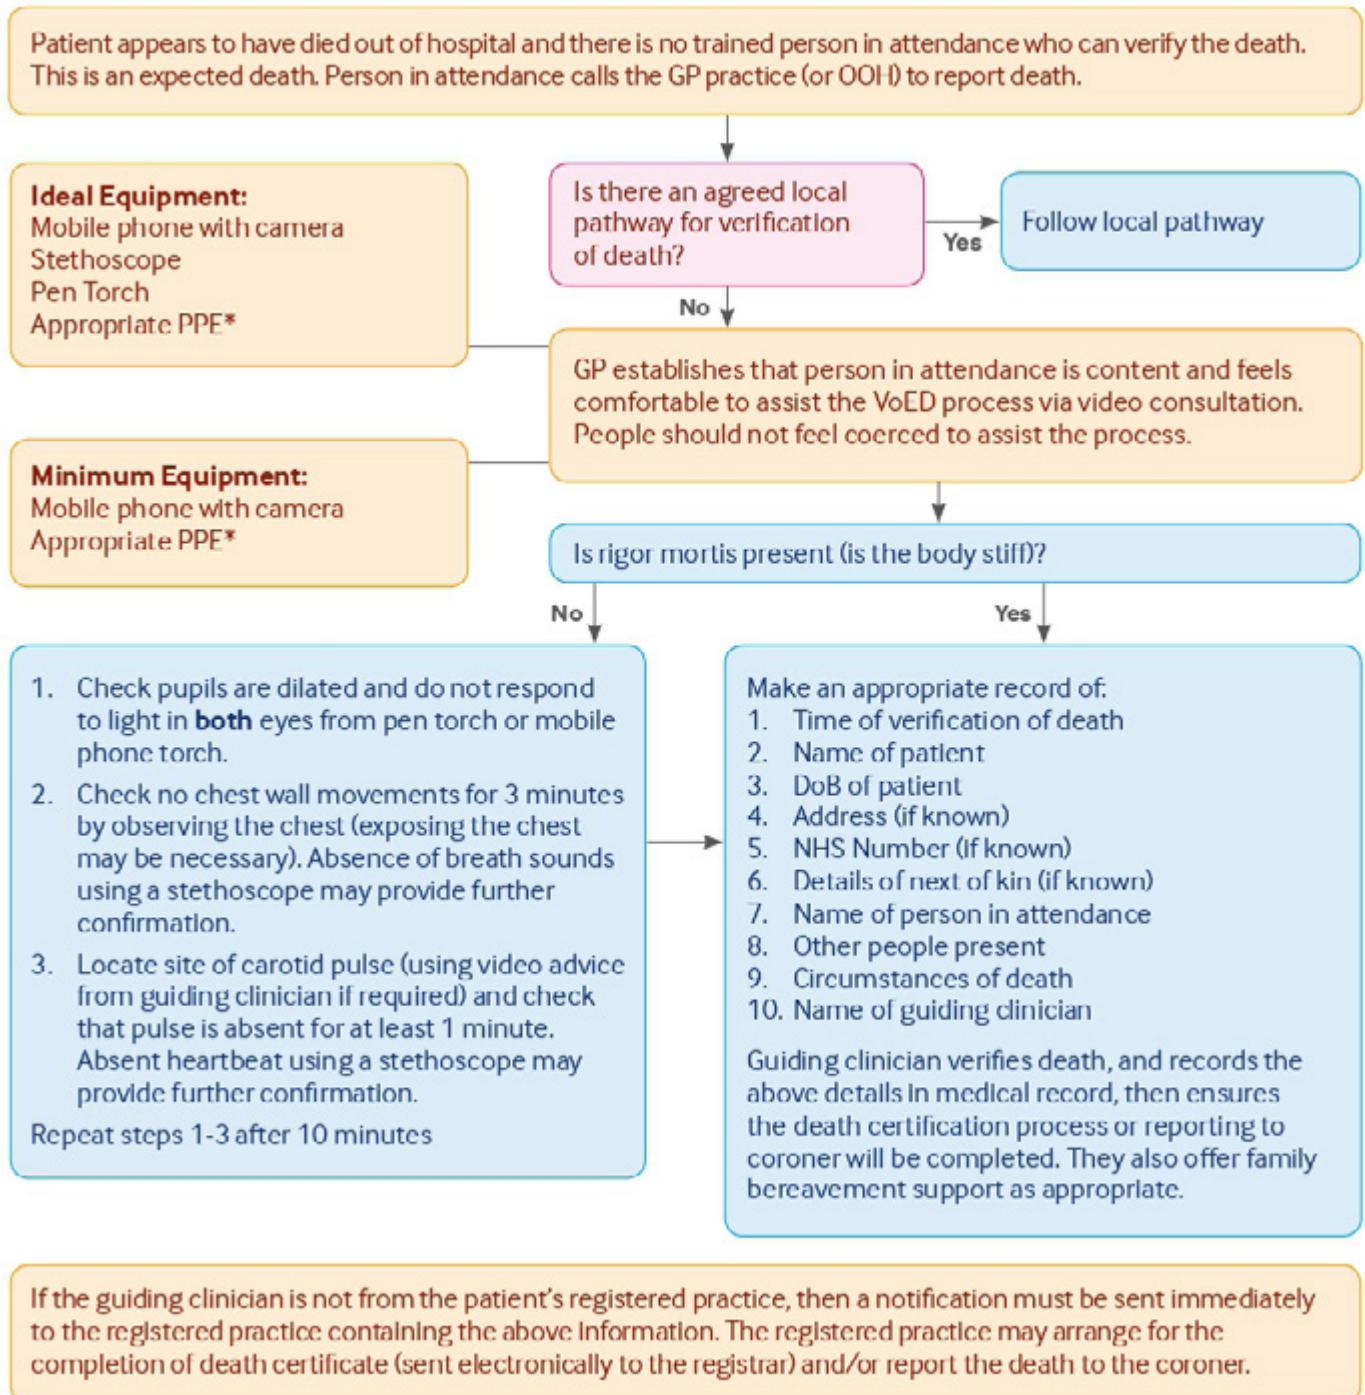 Patient appears to have died out of hospital and there is no trained person in attendance who can verify the death.
This is an expected death. Person in attendance calls the GP practice (or OOH) to report death.
Ideal Equipment:
Mobile phone with camera
Stethoscope
Pen Torch
Appropriate PPE*
Is there an agreed local
pathway for verification
of death?
Yes
Follow local pathway
No
GP establishes that person in attendance is content and feels
comfortable to assist the VoED process via video consultation.
People should not feel coerced to assist the process.
Minimum Equipment:
Mobile phone with camera
Appropriate PPE*
Is rigor mortis present (is the body stiff)?
No
Yes
1. Check pupils are dilated and do not respond
to light in both eyes from pen torch or mobile
phone torch.
2. Check no chest wall movements for 3 minutes
by observing the chest (exposing the chest
may be necessary). Absence of breath sounds
using a stethoscope may provide further
confirmation.
3. Locate site of carotid pulse (using video advice
from guiding clinician if required) and check
that pulse is absent for at least 1 minute.
Absent heartbeat using a stethoscope may
provide further confirmation.
Repeat steps 1-3 after 10 minutes
Make an appropriate record of:
1. Time of verification of death
2. Name of patient
3. DoB of patient
4. Address (if known)
5. NHS Number (if known)
6. Details of next of kin (if known)
7. Name of person in attendance
8. Other people present
9. Circumstances of death
10. Name of guiding clinician
Guiding clinician verifies death, and records the
above details in medical record, then ensures
the death certification process or reporting to
coroner will be completed. They also offer family
bereavement support as appropriate.
If the guiding clinician is not from the patient's registered practice, then a notification must be sent immediately
to the registered practice containing the above information. The registered practice may arrange for the
completion of death certificate (sent electronically to the registrar) and/or report the death to the coroner.